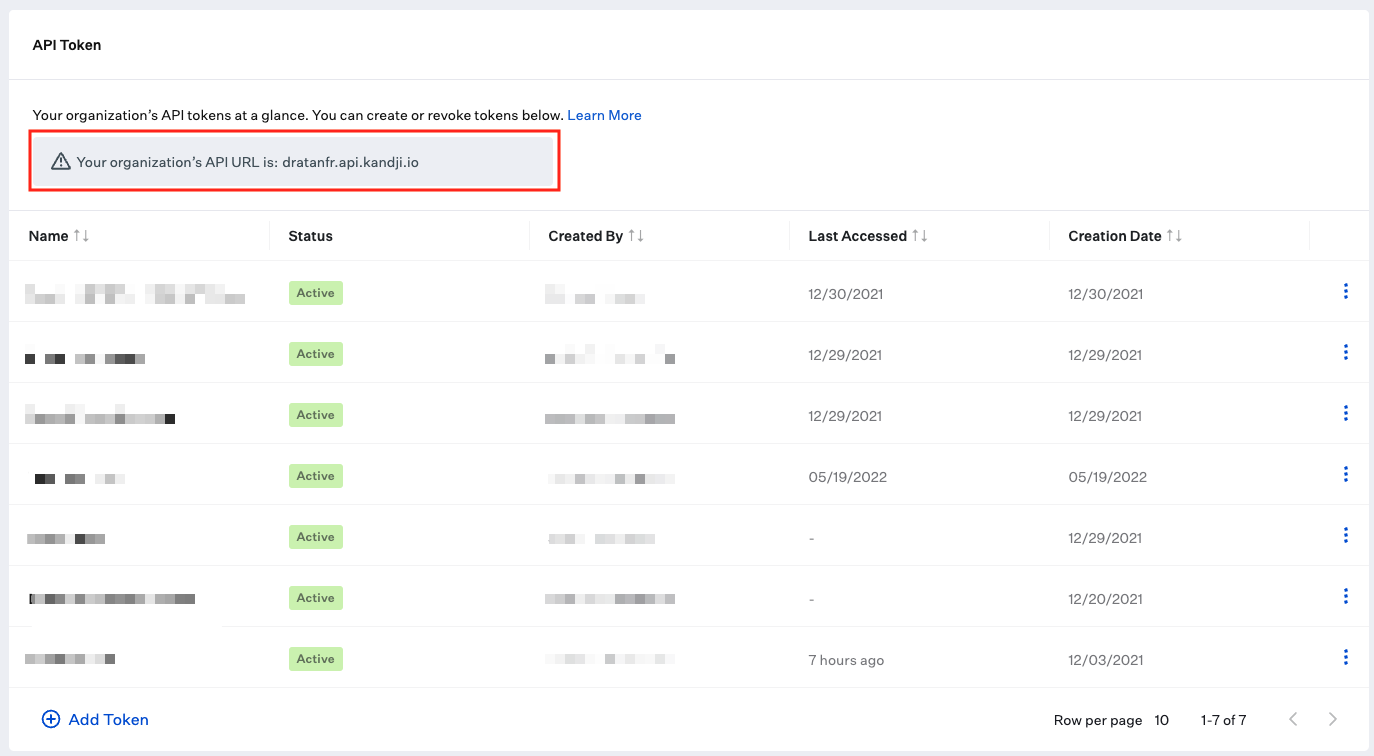 API Token
Your organization’s API tokens at a glance. You can create or revoke tokens below. Learn More
Your organization’s API URL is: dratanfr.api.kandji.io
Name Status Created By Last Accessed Creation Date
Active 12/30/2021 12/30/2021
Active 12/29/2021 12/29/2021
Active 12/29/2021 12/29/2021
Active 05/19/2022 05/19/2022
Active - 12/29/2021
Active - 12/20/2021
Active 7 hours ago 12/03/2021
Add Token Row per page 10 1-7 of 7